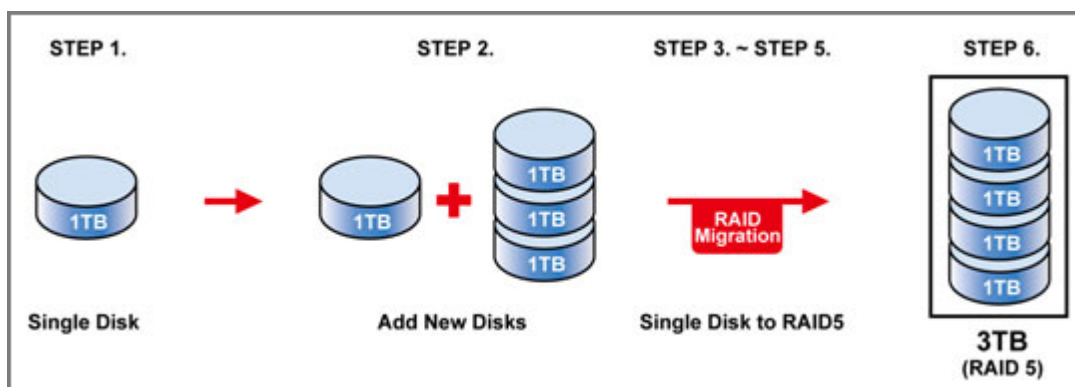 STEP 1.
STEP 2.
STEP 3. ~ STEP 5.
STEP 6.
1TB
1TB
1TB
1TB
1TB
RAID
Migration
1TB
1TB
1TB
1TB
Single Disk
Add New Disks
Single Disk to RAID5
3TB
(RAID 5)